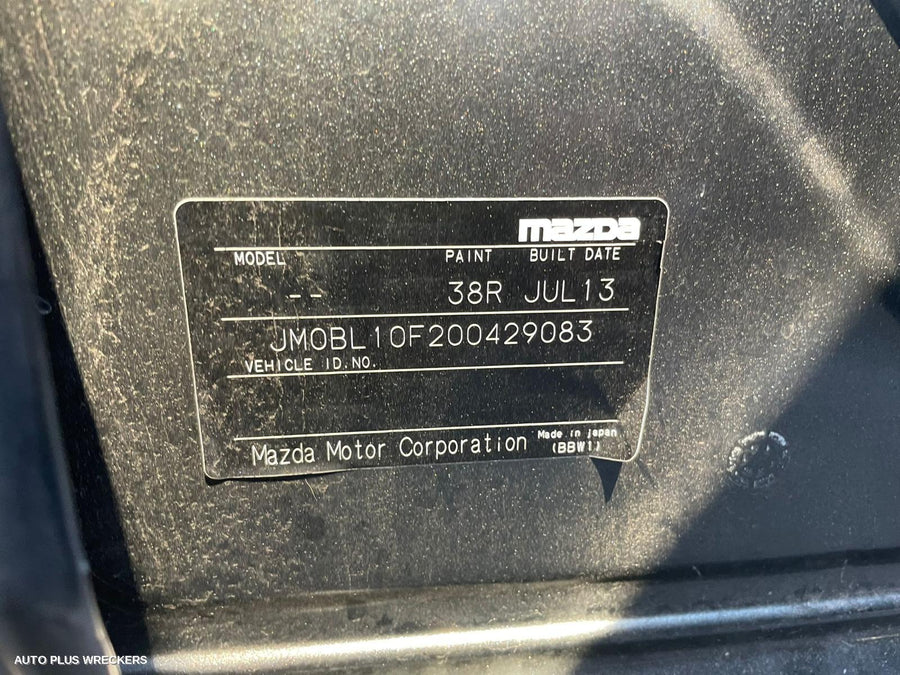 mazda
MODEL PAINT BUILT DATE
-- 38R JUL13
JM0BL10F200429083
VEHICLE ID.NO.
Mazda Motor Corporation Made in japan
(BBW1)
AUTO PLUS WRECKERS